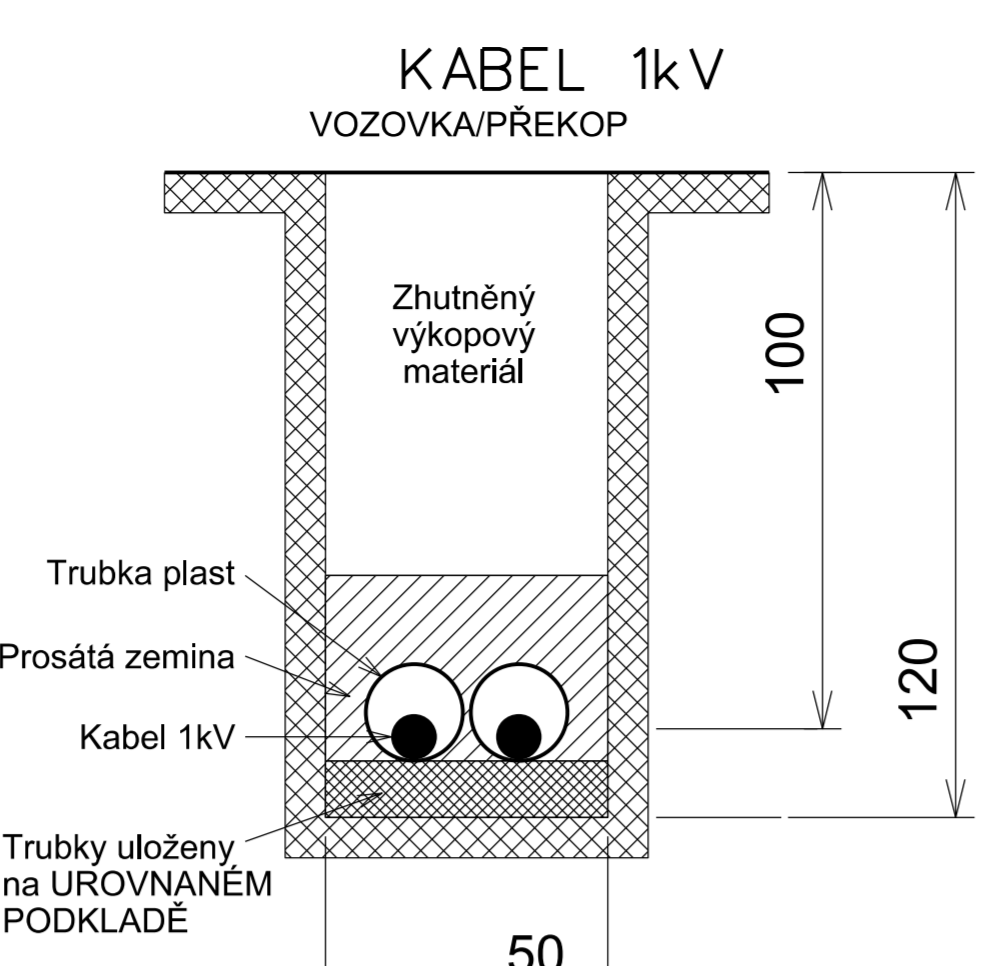 KABEL 1kV
VOZOVKA/PŘEKOP
Zhutněný
výkopový
materiál
100
120
Trubka plast
Prosátá zemina
Kabel 1kV
Trubky uloženy
na UROVNANÉM
PODKLADĚ
50